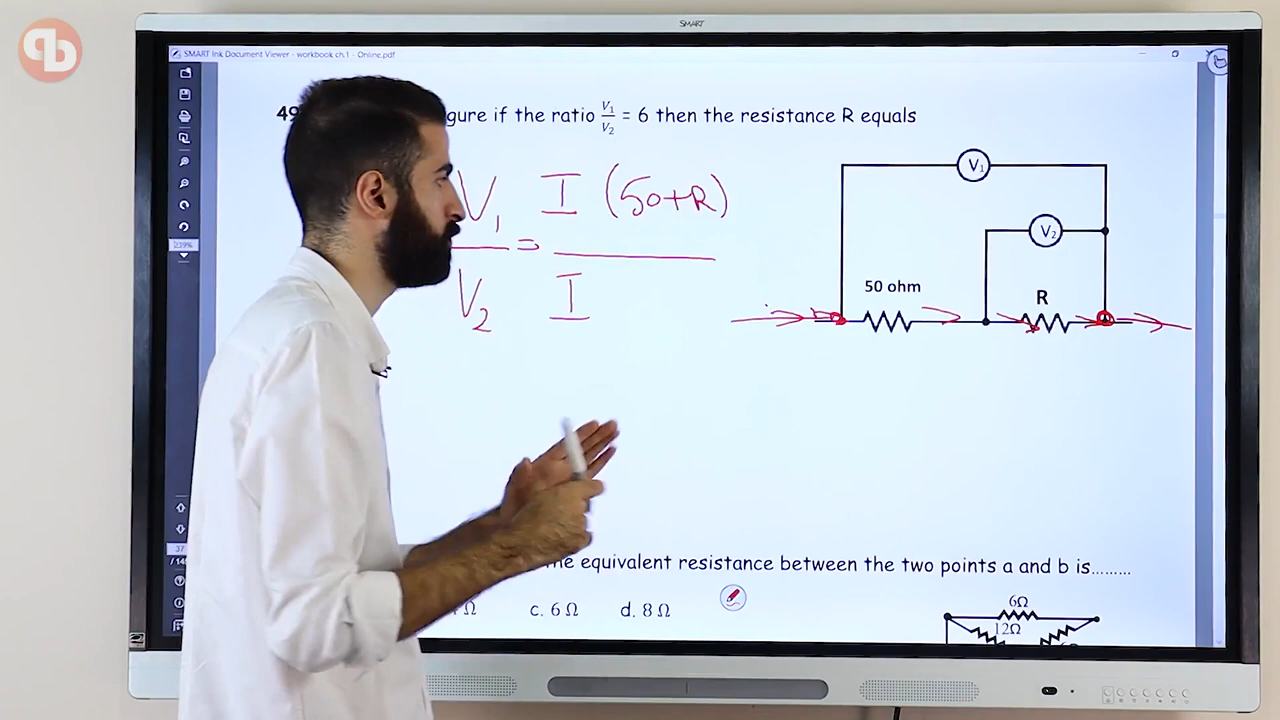 SMART
SMART Ink Document Viewer - workbook ch.1 - Online.pdf
49 gure if the ratio V₁/V₂ = 6 then the resistance R equals
V₁/V₂ = I (50+R)/I
V₁
V₂
50 ohm
R
he equivalent resistance between the two points a and b is.........
Ω c. 6 Ω d. 8 Ω
6Ω
12Ω